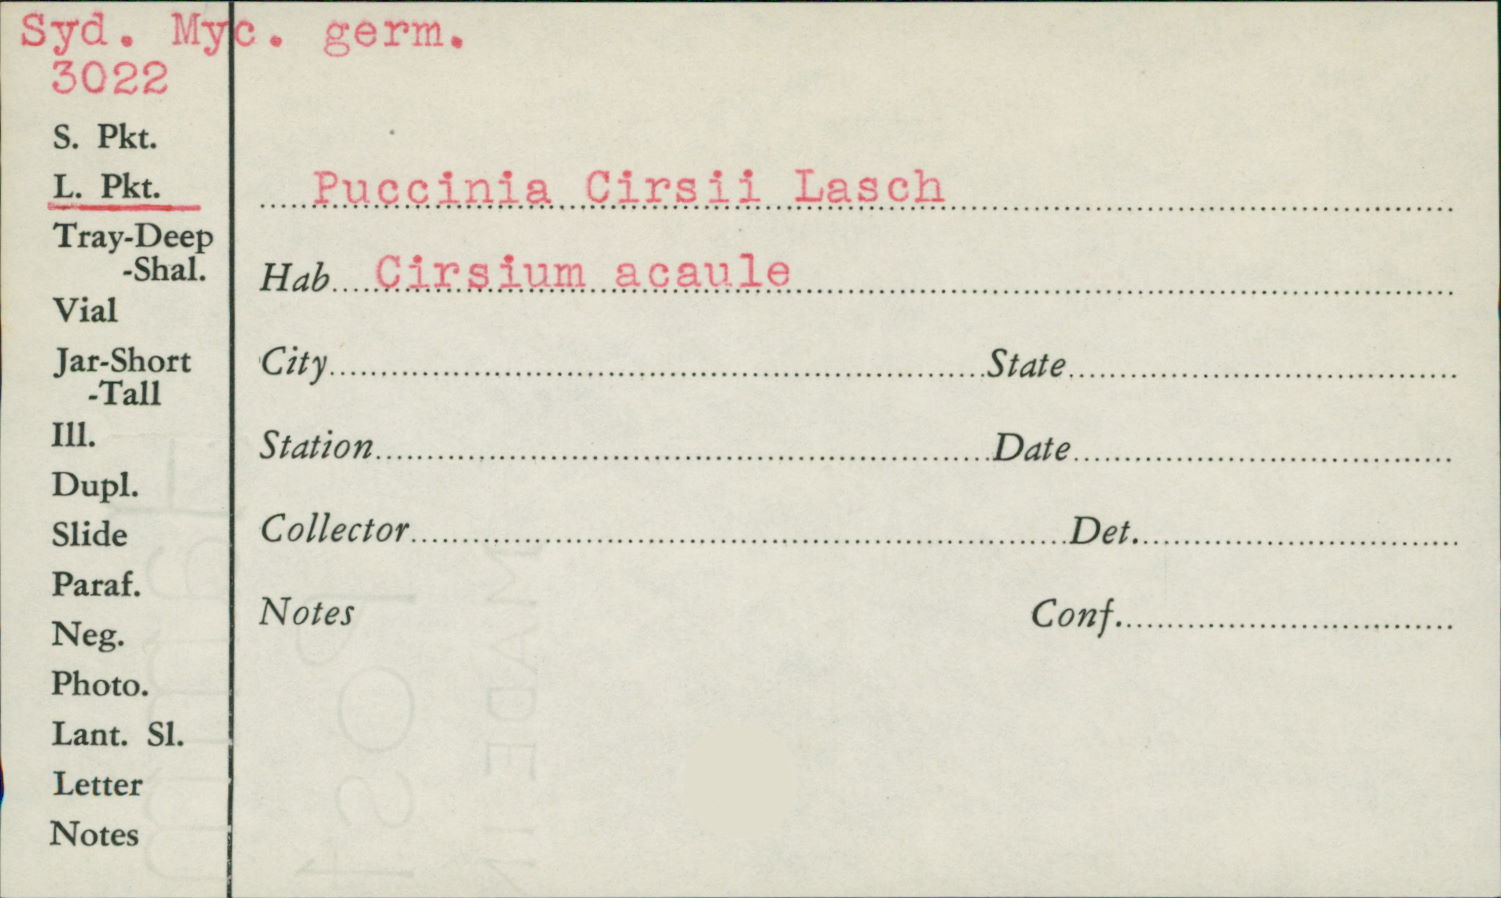 Syd. Myc. germ.
3022
S. Pkt.
L. Pkt.
Tray-Deep
-Shal.
Vial
Jar-Short
-Tall
Ill.
Dupl.
Slide
Paraf.
Neg.
Photo.
Lant. Sl.
Letter
Notes
Puccinia Cirsii Lasch
Hab. Cirsium acaule
City State
Station Date
Collector Det.
Notes Conf.